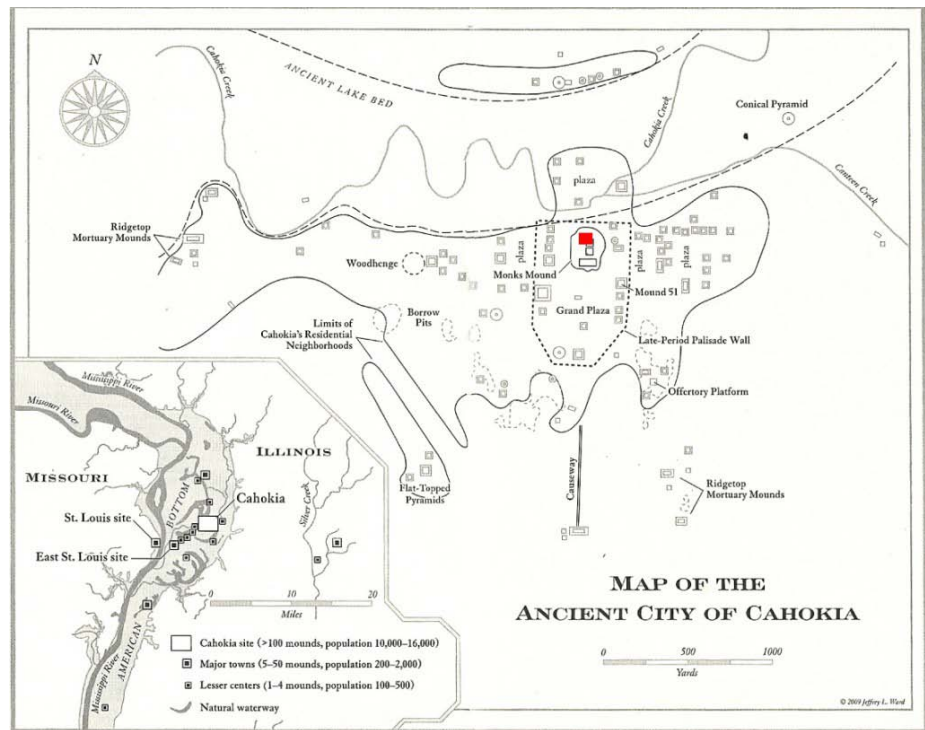 N
Cahokia Creek
ANCIENT LAKE BED
Cahokia Creek
Conical Pyramid
Canteen Creek
plaza
Ridgetop
Mortuary Mounds
Woodhenge
plaza
Monks Mound
plaza
plaza
Mound 51
Grand Plaza
Borrow
Pits
Limits of
Cahokia's Residential
Neighborhoods
Late-Period Palisade Wall
Offertory Platform
Flat-Topped
Pyramids
Causeway
Ridgetop
Mortuary Mounds
Mississippi River
Missouri River
MISSOURI
ILLINOIS
BOTTOM
Cahokia
Silver Creek
St. Louis site
East St. Louis site
AMERICAN
Mississippi River
0 10 20
Miles
Cahokia site (>100 mounds, population 10,000–16,000)
Major towns (5–50 mounds, population 200–2,000)
Lesser centers (1–4 mounds, population 100–500)
Natural waterway
MAP OF THE
ANCIENT CITY OF CAHOKIA
0 500 1000
Yards
© 2009 Jeffrey L. Ward